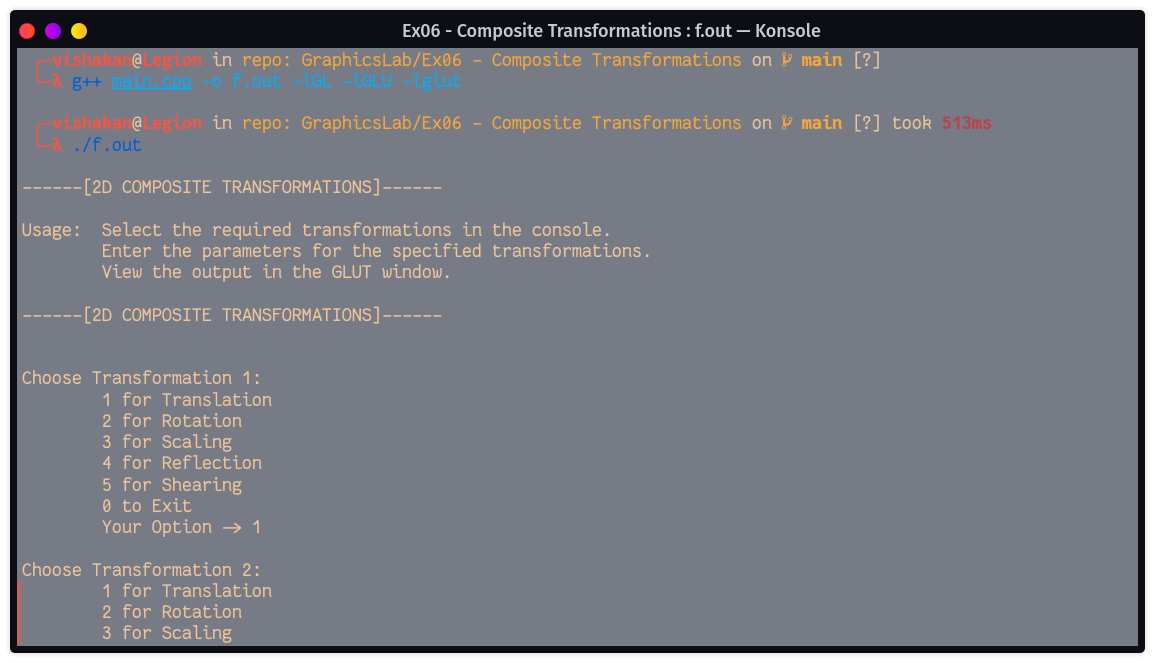 Ex06 - Composite Transformations : f.out — Konsole
╭─vishakan@Legion in repo: GraphicsLab/Ex06 - Composite Transformations on  main [?]
╰─λ g++ main.cpp -o f.out -lGL -lGLU -lglut
╭─vishakan@Legion in repo: GraphicsLab/Ex06 - Composite Transformations on  main [?] took 513ms
╰─λ ./f.out
------[2D COMPOSITE TRANSFORMATIONS]------
Usage:  Select the required transformations in the console.
        Enter the parameters for the specified transformations.
        View the output in the GLUT window.
------[2D COMPOSITE TRANSFORMATIONS]------
Choose Transformation 1:
        1 for Translation
        2 for Rotation
        3 for Scaling
        4 for Reflection
        5 for Shearing
        0 to Exit
        Your Option -> 1
Choose Transformation 2:
        1 for Translation
        2 for Rotation
        3 for Scaling